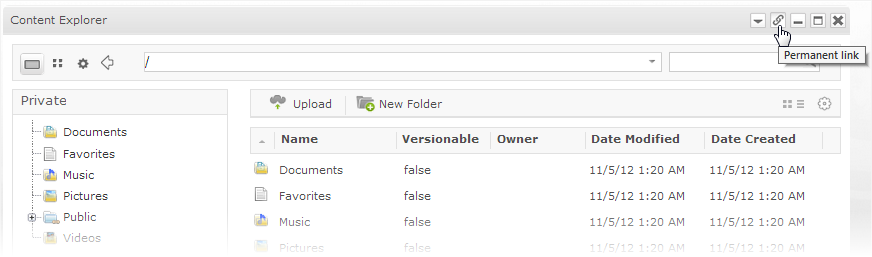 Content Explorer
Permanent link
/
Private
Upload New Folder
Name Versionable Owner Date Modified Date Created
Documents
Favorites
Music
Pictures
Public
Videos
Documents false 11/5/12 1:20 AM 11/5/12 1:20 AM
Favorites false 11/5/12 1:20 AM 11/5/12 1:20 AM
Music false 11/5/12 1:20 AM 11/5/12 1:20 AM
Pictures false 11/5/12 1:20 AM 11/5/12 1:20 AM